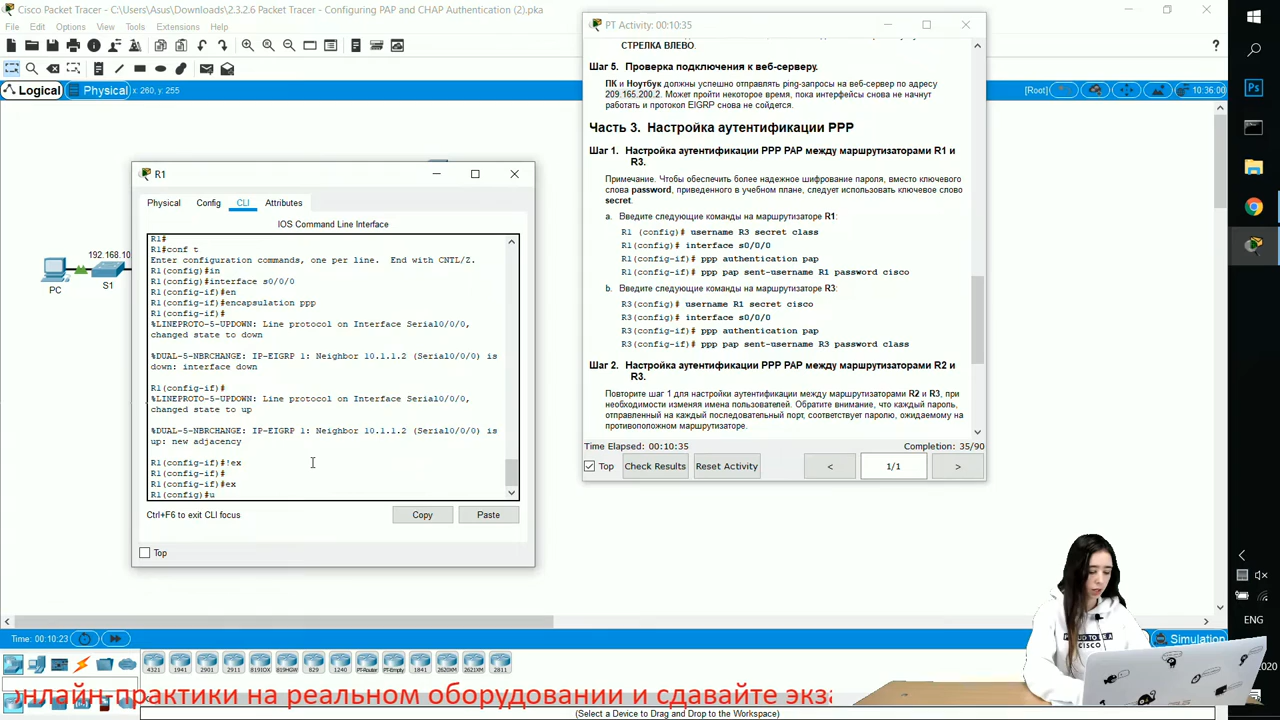 Cisco Packet Tracer - C:\Users\Asus\Downloads\2.3.2.6 Packet Tracer - Configuring PAP and CHAP Authentication (2).pka
File Edit Options View Tools Extensions Help
Logical Physical x: 260, y: 255 [Root] 10:36:00
192.168.10
PC S1
R1
Physical Config CLI Attributes
IOS Command Line Interface
R1#
R1#conf t
Enter configuration commands, one per line. End with CNTL/Z.
R1(config)#in
R1(config)#interface s0/0/0
R1(config-if)#en
R1(config-if)#encapsulation ppp
R1(config-if)#
%LINEPROTO-5-UPDOWN: Line protocol on Interface Serial0/0/0,
changed state to down
%DUAL-5-NBRCHANGE: IP-EIGRP 1: Neighbor 10.1.1.2 (Serial0/0/0) is
down: interface down
R1(config-if)#
%LINEPROTO-5-UPDOWN: Line protocol on Interface Serial0/0/0,
changed state to up
%DUAL-5-NBRCHANGE: IP-EIGRP 1: Neighbor 10.1.1.2 (Serial0/0/0) is
up: new adjacency
R1(config-if)#!ex
R1(config-if)#
R1(config-if)#ex
R1(config)#u
Ctrl+F6 to exit CLI focus
Copy Paste
Top
PT Activity: 00:10:35
СТРЕЛКА ВЛЕВО.
Шаг 5. Проверка подключения к веб-серверу.
ПК и Ноутбук должны успешно отправлять ping-запросы на веб-сервер по адресу
209.165.200.2. Может пройти некоторое время, пока интерфейсы снова не начнут
работать и протокол EIGRP снова не сойдется.
Часть 3. Настройка аутентификации PPP
Шаг 1. Настройка аутентификации PPP PAP между маршрутизаторами R1 и
R3.
Примечание. Чтобы обеспечить более надежное шифрование пароля, вместо ключевого
слова password, приведенного в учебном плане, следует использовать ключевое слово
secret.
a. Введите следующие команды на маршрутизаторе R1:
R1 (config)# username R3 secret class
R1(config)# interface s0/0/0
R1(config-if)# ppp authentication pap
R1(config-if)# ppp pap sent-username R1 password cisco
b. Введите следующие команды на маршрутизаторе R3:
R3(config)# username R1 secret cisco
R3(config)# interface s0/0/0
R3(config-if)# ppp authentication pap
R3(config-if)# ppp pap sent-username R3 password class
Шаг 2. Настройка аутентификации PPP PAP между маршрутизаторами R2 и
R3.
Повторите шаг 1 для настройки аутентификации между маршрутизаторами R2 и R3, при
необходимости изменяя имена пользователей. Обратите внимание, что каждый пароль,
отправленный на каждый последовательный порт, соответствует паролю, ожидаемому на
противоположном маршрутизаторе.
Time Elapsed: 00:10:35 Completion: 35/90
Top Check Results Reset Activity < 1/1 >
Time: 00:10:23 Simulation
4321 1941 2901 2911 819IOX 819HGW 829 1240 PT-Router PT-Empty 1841 2620XM 2621XM 2811
нлайн-практики на реальном оборудовании и сдавайте экза
(Select a Device to Drag and Drop to the Workspace)
Ps
ENG
CISCO